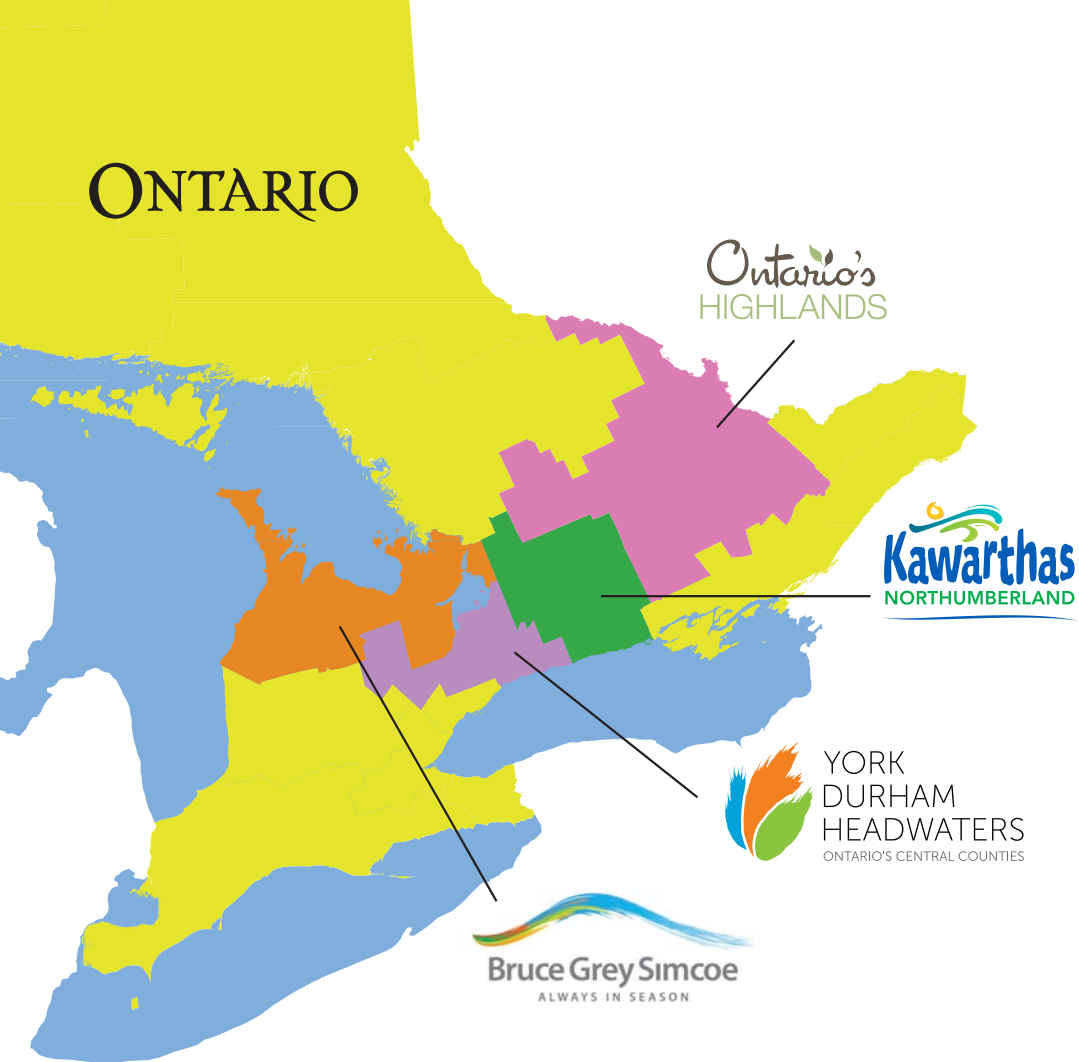 ONTARIO
Ontario's
HIGHLANDS
Kawarthas
NORTHUMBERLAND
YORK
DURHAM
HEADWATERS
ONTARIO'S CENTRAL COUNTIES
Bruce Grey Simcoe
ALWAYS IN SEASON